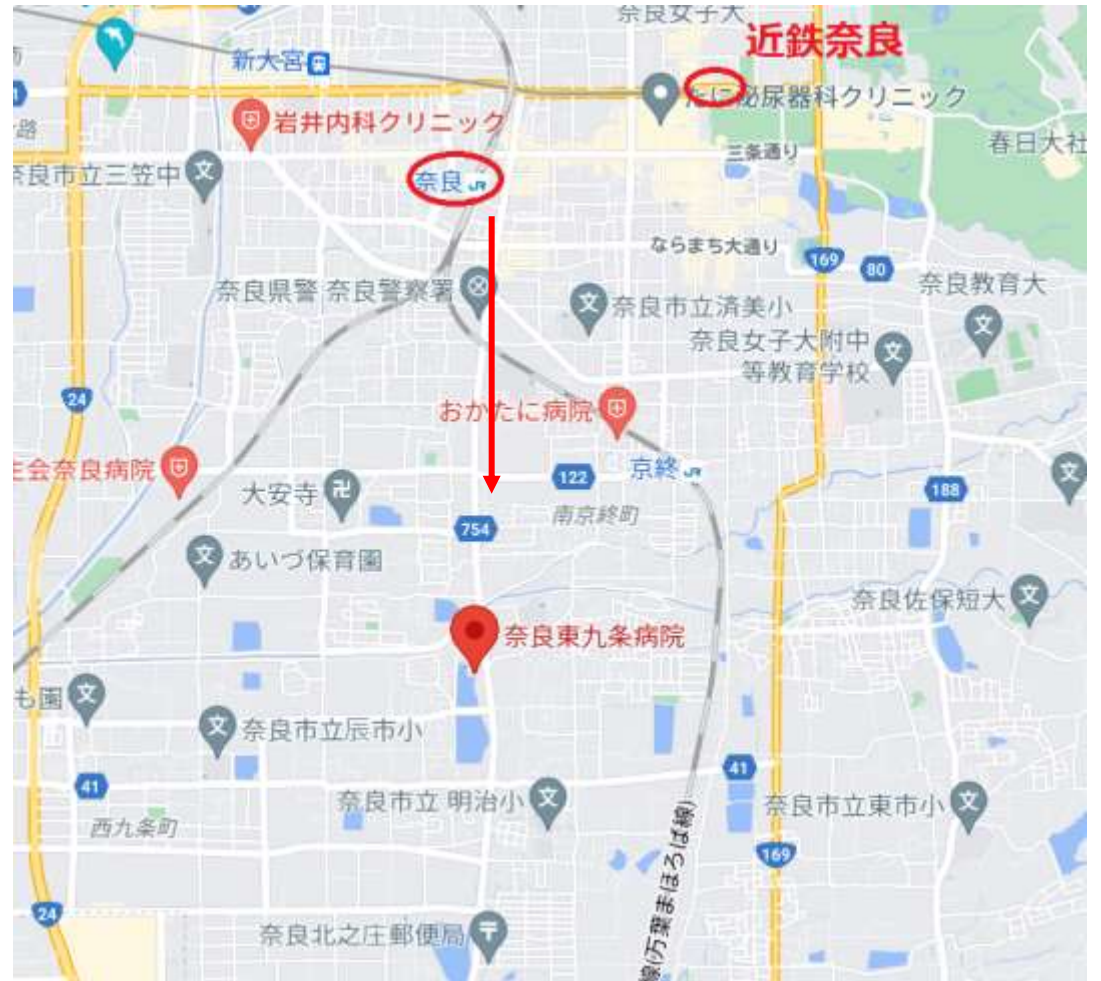 奈良女子大
近鉄奈良
新大宮
たに泌尿器科クリニック
岩井内科クリニック
春日大社
三条通り
奈良市立三笠中
奈良
JR
ならまち大通り
169
80
奈良県警 奈良警察署
奈良教育大
奈良市立済美小
奈良女子大附中
等教育学校
24
おかたに病院
生会奈良病院
122
京終
JR
大安寺
188
754
南京終町
あいづ保育園
奈良佐保短大
奈良東九条病院
も園
奈良市立辰市小
41
41
奈良市立 明治小
奈良市立東市小
西九条町
169
線(万葉まほろば線)
24
奈良北之庄郵便局